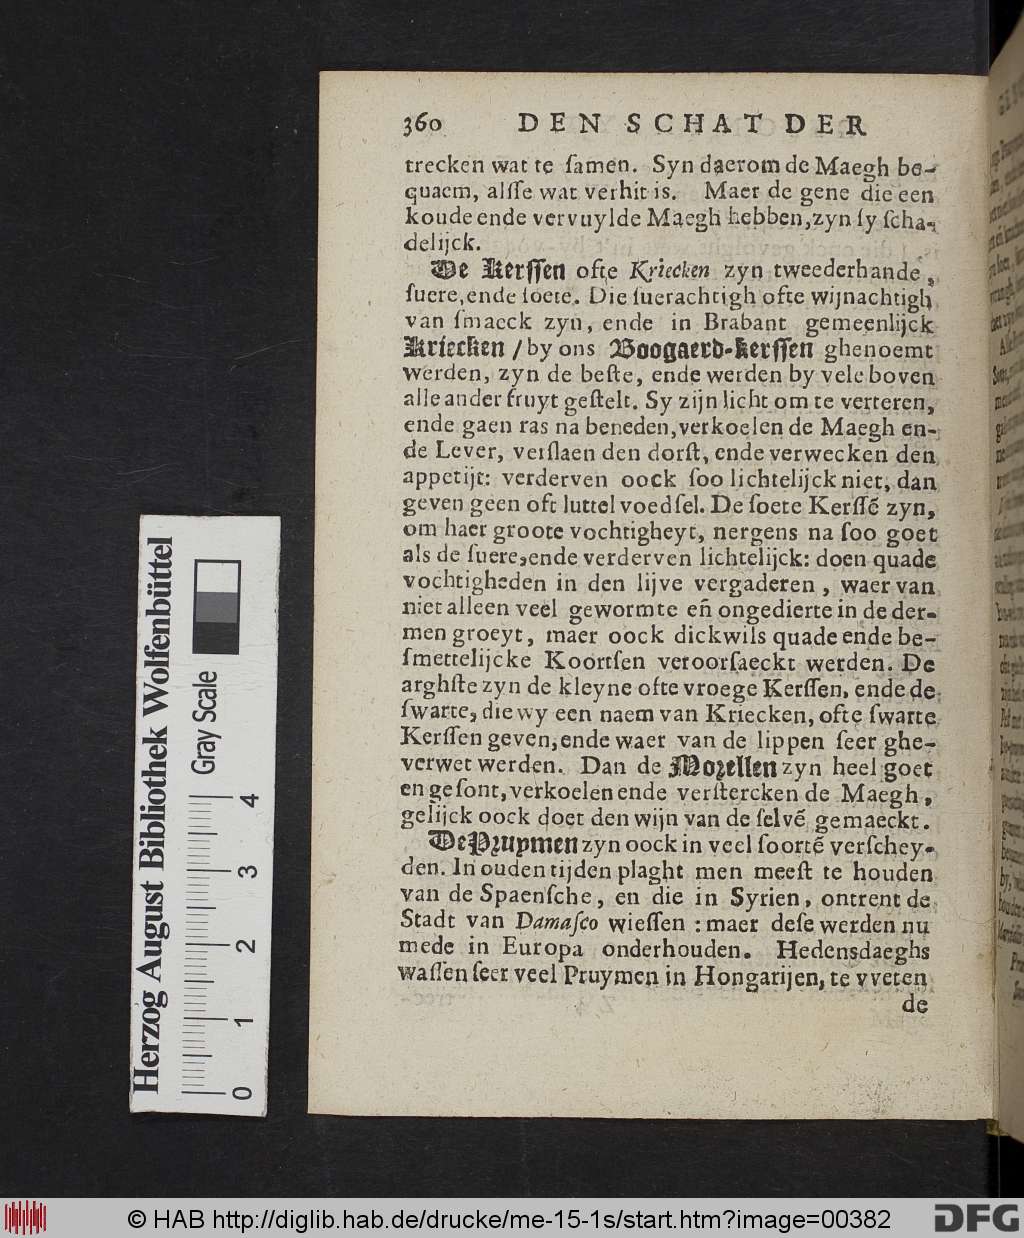 360 DEN SCHAT DER
trecken wat te ſamen. Syn daerom de Maegh be-
quaem, alſſe wat verhit is. Maer de gene die een
koude ende vervuylde Maegh hebben, zyn ſy ſcha-
delijck.
De Kerſſen ofte Kriecken zyn tweederhande,
ſuere, ende ſoete. Die ſuerachtigh ofte wijnachtigh
van ſmaeck zyn, ende in Brabant gemeenlijck
Kriecken / by ons Boogaerd-kerſſen ghenoemt
werden, zyn de beſte, ende werden by vele boven
alle ander fruyt geſtelt. Sy zijn licht om te verteren,
ende gaen ras na beneden, verkoelen de Maegh en-
de Lever, verſlaen den dorſt, ende verwecken den
appetijt: verderven oock ſoo lichtelijck niet, dan
geven geen oft luttel voedſel. De ſoete Kerſſē zyn,
om haer groote vochtigheyt, nergens na ſoo goet
als de ſuere, ende verderven lichtelijck: doen quade
vochtigheden in den lijve vergaderen, waer van
niet alleen veel gewormte eñ ongedierte in de der-
men groeyt, maer oock dickwils quade ende be-
ſmettelijcke Koortſen veroorſaeckt werden. De
arghſte zyn de kleyne ofte vroege Kerſſen, ende de
ſwarte, die wy een naem van Kriecken, ofte ſwarte
Kerſſen geven, ende waer van de lippen ſeer ghe-
verwet werden. Dan de Morellen zyn heel goet
en geſont, verkoelen ende verſtercken de Maegh,
gelijck oock doet den wijn van de ſelvē gemaeckt.
De Pruymen zyn oock in veel ſoortē verſchey-
den. In ouden tijden plaght men meeſt te houden
van de Spaenſche, en die in Syrien, ontrent de
Stadt van Damaſco wieſſen: maer deſe werden nu
mede in Europa onderhouden. Hedensdaeghs
waſſen ſeer veel Pruymen in Hongarijen, te vveten
de
Herzog August Bibliothek Wolfenbüttel
Gray Scale
0 1 2 3 4
© HAB http://diglib.hab.de/drucke/me-15-1s/start.htm?image=00382
DFG